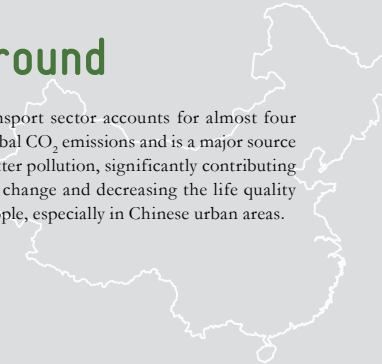 round
nsport sector accounts for almost four
bal CO₂ emissions and is a major source
tter pollution, significantly contributing
change and decreasing the life quality
ple, especially in Chinese urban areas.